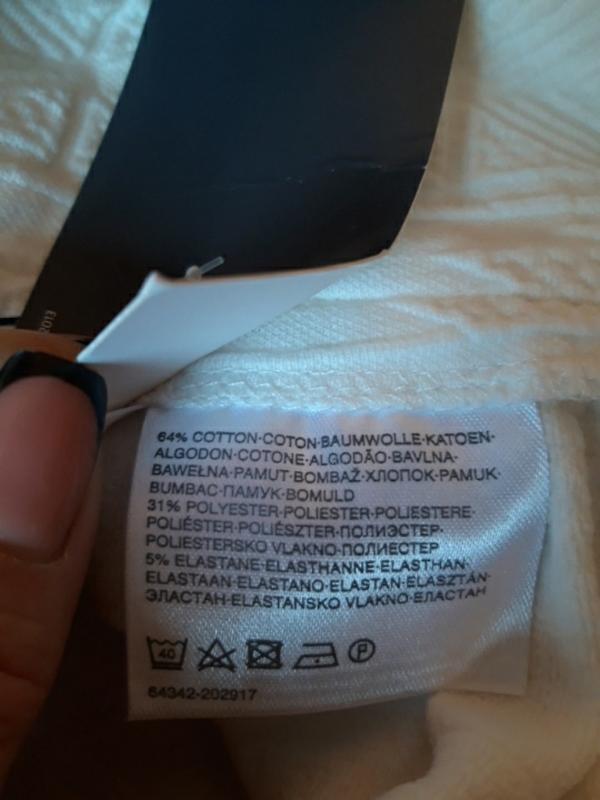 8013
64% COTTON·COTON·BAUMWOLLE·KATOEN·
ALGODON·COTONE·ALGODÃO·BAVLNA·
BAWEŁNA·PAMUT·BOMBAŽ·ХЛОПОК·PAMUK·
BUMBAC·ПАМУК·BOMULD
31% POLYESTER·POLIESTER·POLIESTERE·
POLIÉSTER·POLIÉSZTER·ПОЛИЭСТЕР·
POLIESTERSKO VLAKNO·ПОЛИЕСТЕР
5% ELASTANE·ELASTHANNE·ELASTHAN·
ELASTAAN·ELASTANO·ELASTAN·ELASZTÁN·
ЭЛАСТАН·ELASTANSKO VLAKNO·ЕЛАСТАН
40 P
64342-202917